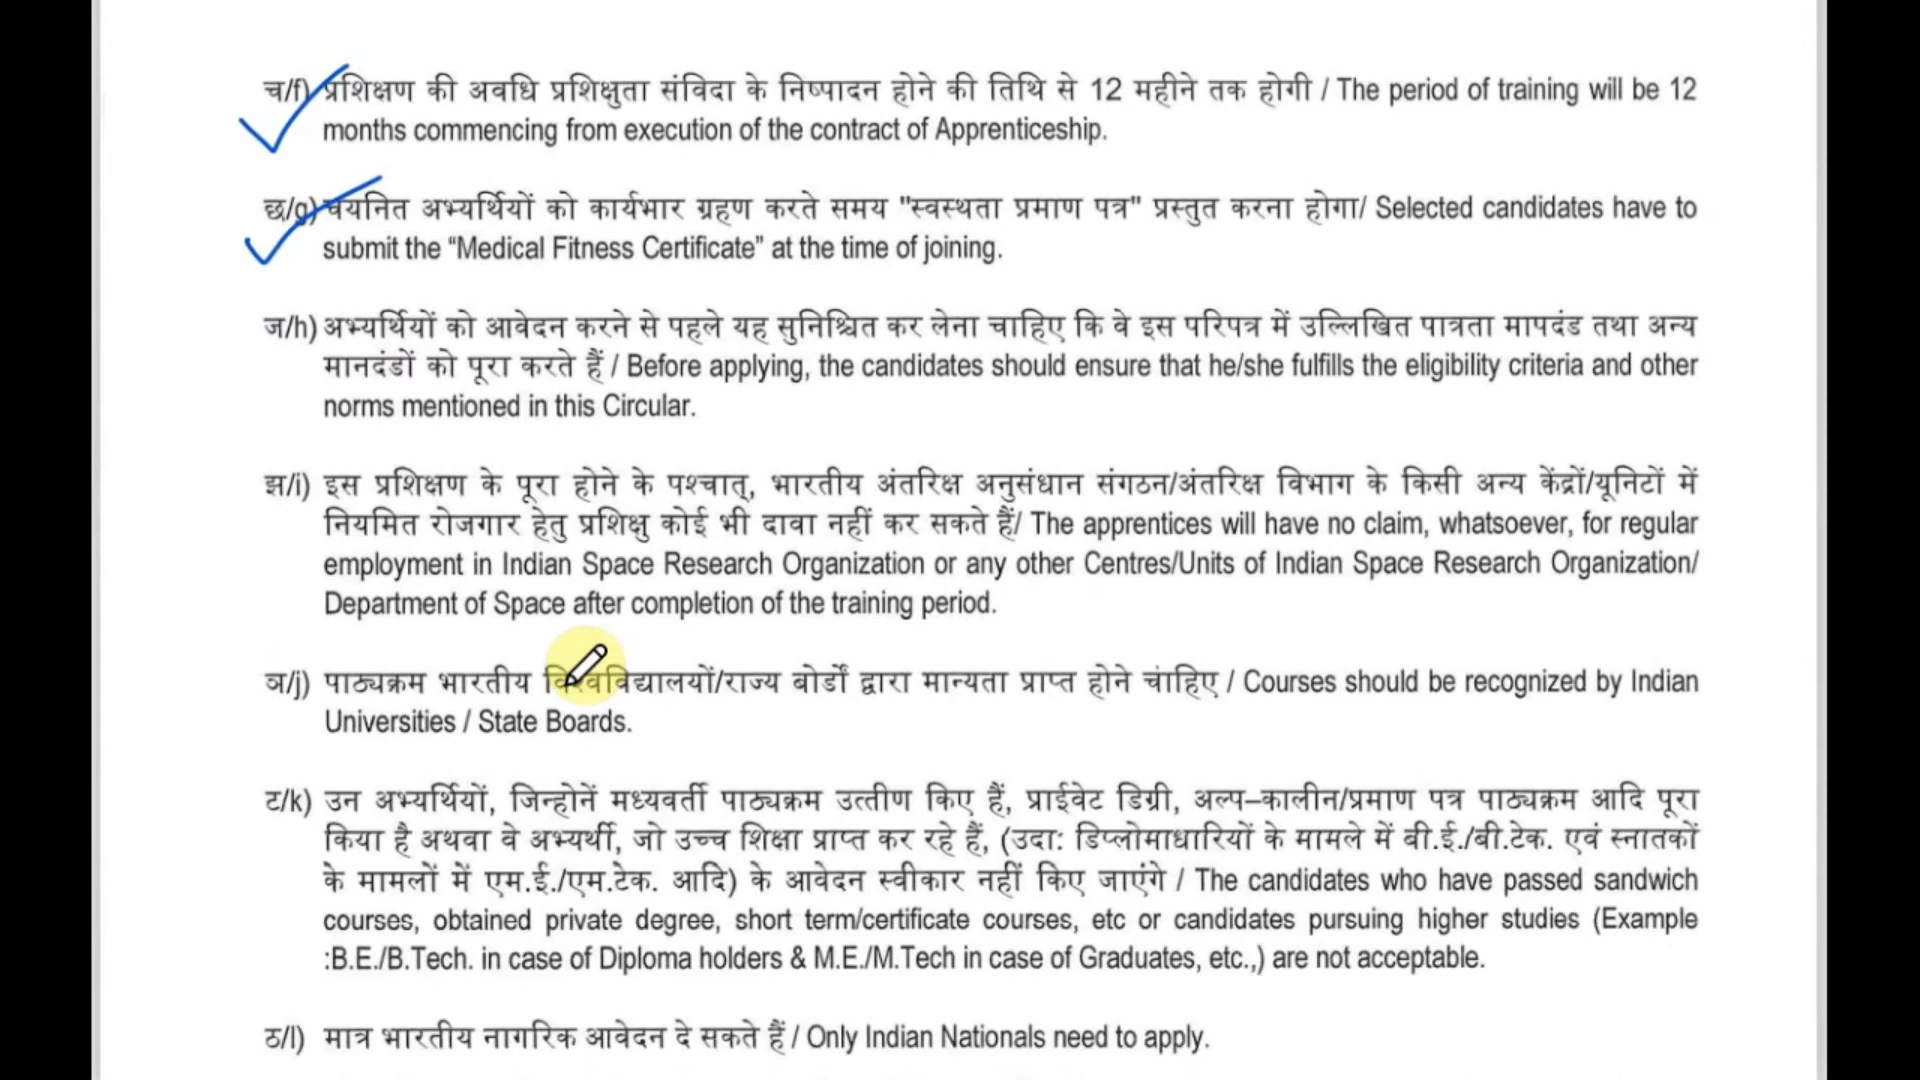 च/f) प्रशिक्षण की अवधि प्रशिक्षुता संविदा के निष्पादन होने की तिथि से 12 महीने तक होगी / The period of training will be 12
months commencing from execution of the contract of Apprenticeship.
छ/g) चयनित अभ्यर्थियों को कार्यभार ग्रहण करते समय "स्वस्थता प्रमाण पत्र" प्रस्तुत करना होगा/ Selected candidates have to
submit the “Medical Fitness Certificate” at the time of joining.
ज/h) अभ्यर्थियों को आवेदन करने से पहले यह सुनिश्चित कर लेना चाहिए कि वे इस परिपत्र में उल्लिखित पात्रता मापदंड तथा अन्य
मानदंडों को पूरा करते हैं / Before applying, the candidates should ensure that he/she fulfills the eligibility criteria and other
norms mentioned in this Circular.
झ/i) इस प्रशिक्षण के पूरा होने के पश्चात्, भारतीय अंतरिक्ष अनुसंधान संगठन/अंतरिक्ष विभाग के किसी अन्य केंद्रों/यूनिटों में
नियमित रोजगार हेतु प्रशिक्षु कोई भी दावा नहीं कर सकते हैं/ The apprentices will have no claim, whatsoever, for regular
employment in Indian Space Research Organization or any other Centres/Units of Indian Space Research Organization/
Department of Space after completion of the training period.
ञ/j) पाठ्यक्रम भारतीय विश्वविद्यालयों/राज्य बोर्डों द्वारा मान्यता प्राप्त होने चांहिए / Courses should be recognized by Indian
Universities / State Boards.
ट/k) उन अभ्यर्थियों, जिन्होनें मध्यवर्ती पाठ्यक्रम उत्तीण किए हैं, प्राईवेट डिग्री, अल्प–कालीन/प्रमाण पत्र पाठ्यक्रम आदि पूरा
किया है अथवा वे अभ्यर्थी, जो उच्च शिक्षा प्राप्त कर रहे हैं, (उदा: डिप्लोमाधारियों के मामले में बी.ई./बी.टेक. एवं स्नातकों
के मामलों में एम.ई./एम.टेक. आदि) के आवेदन स्वीकार नहीं किए जाएंगे / The candidates who have passed sandwich
courses, obtained private degree, short term/certificate courses, etc or candidates pursuing higher studies (Example
:B.E./B.Tech. in case of Diploma holders & M.E./M.Tech in case of Graduates, etc.,) are not acceptable.
ठ/l) मात्र भारतीय नागरिक आवेदन दे सकते हैं / Only Indian Nationals need to apply.